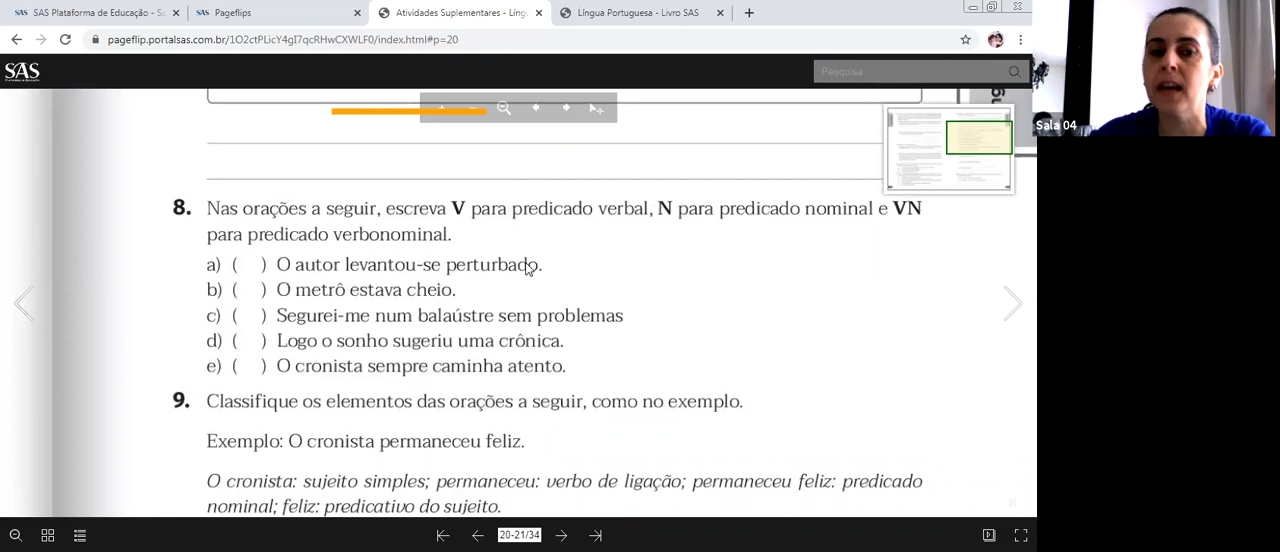 SAS Plataforma de Educação - So
Pageflips
Atividades Suplementares - Líng
Língua Portuguesa - Livro SAS
pageflip.portalsas.com.br/1O2ctPLicY4gI7qcRHwCXWLF0/index.html#p=20
SAS
Pesquisa
Sala 04
8. Nas orações a seguir, escreva V para predicado verbal, N para predicado nominal e VN
para predicado verbonominal.
a) ( ) O autor levantou-se perturbado.
b) ( ) O metrô estava cheio.
c) ( ) Segurei-me num balaústre sem problemas
d) ( ) Logo o sonho sugeriu uma crônica.
e) ( ) O cronista sempre caminha atento.
9. Classifique os elementos das orações a seguir, como no exemplo.
Exemplo: O cronista permaneceu feliz.
O cronista: sujeito simples; permaneceu: verbo de ligação; permaneceu feliz: predicado
nominal; feliz: predicativo do sujeito.
20-21/34